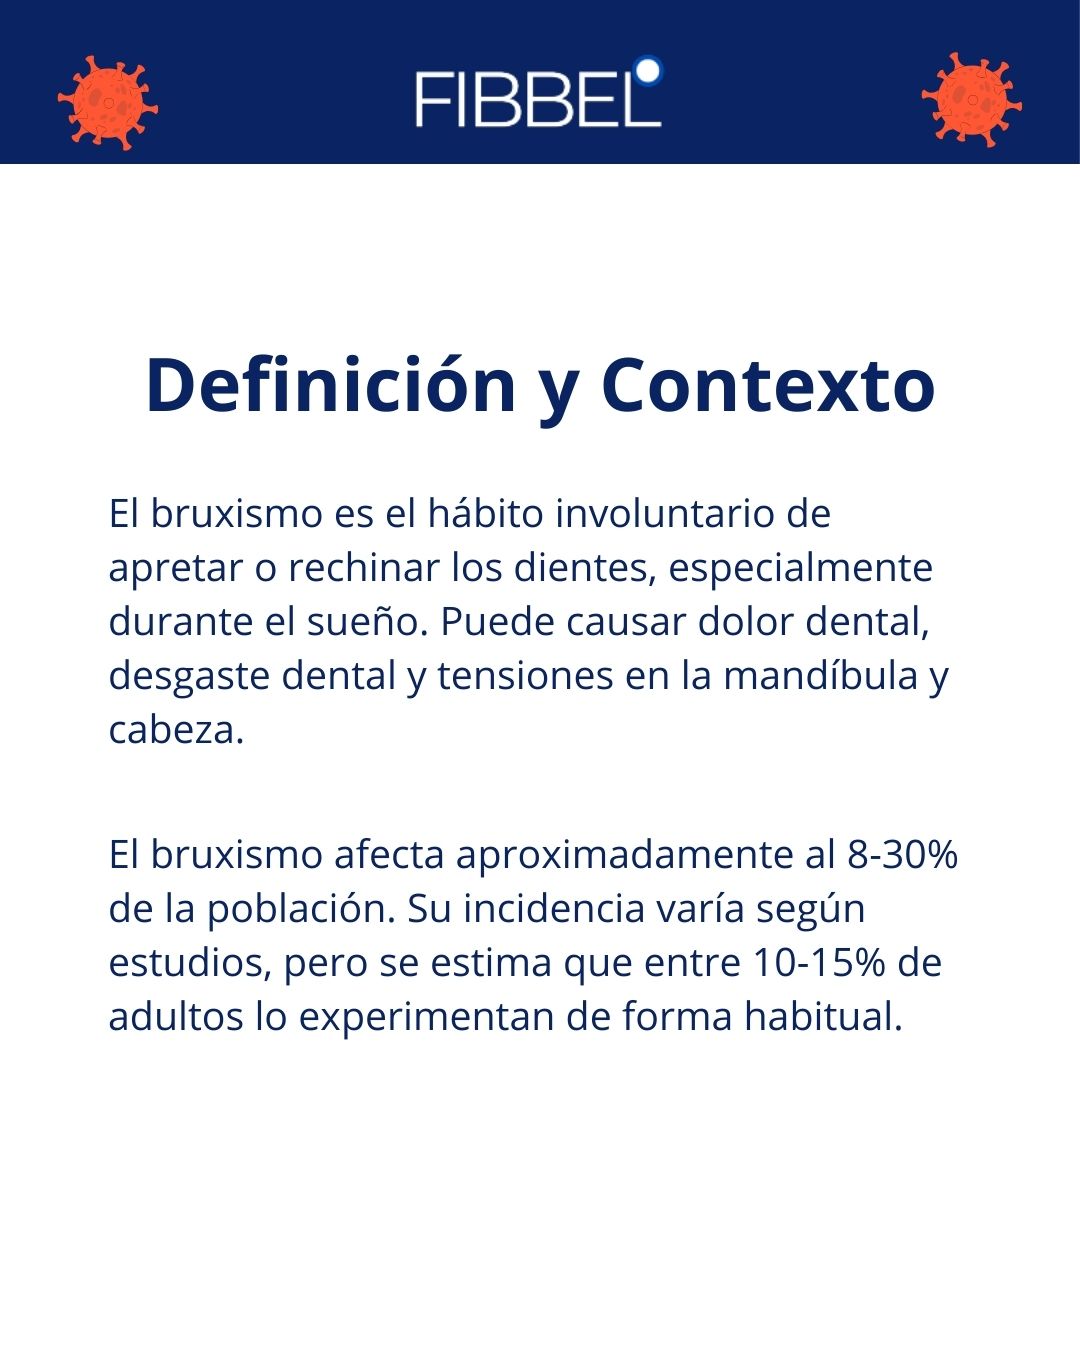 FIBBEL
Definición y Contexto
El bruxismo es el hábito involuntario de
apretar o rechinar los dientes, especialmente
durante el sueño. Puede causar dolor dental,
desgaste dental y tensiones en la mandíbula y
cabeza.
El bruxismo afecta aproximadamente al 8-30%
de la población. Su incidencia varía según
estudios, pero se estima que entre 10-15% de
adultos lo experimentan de forma habitual.